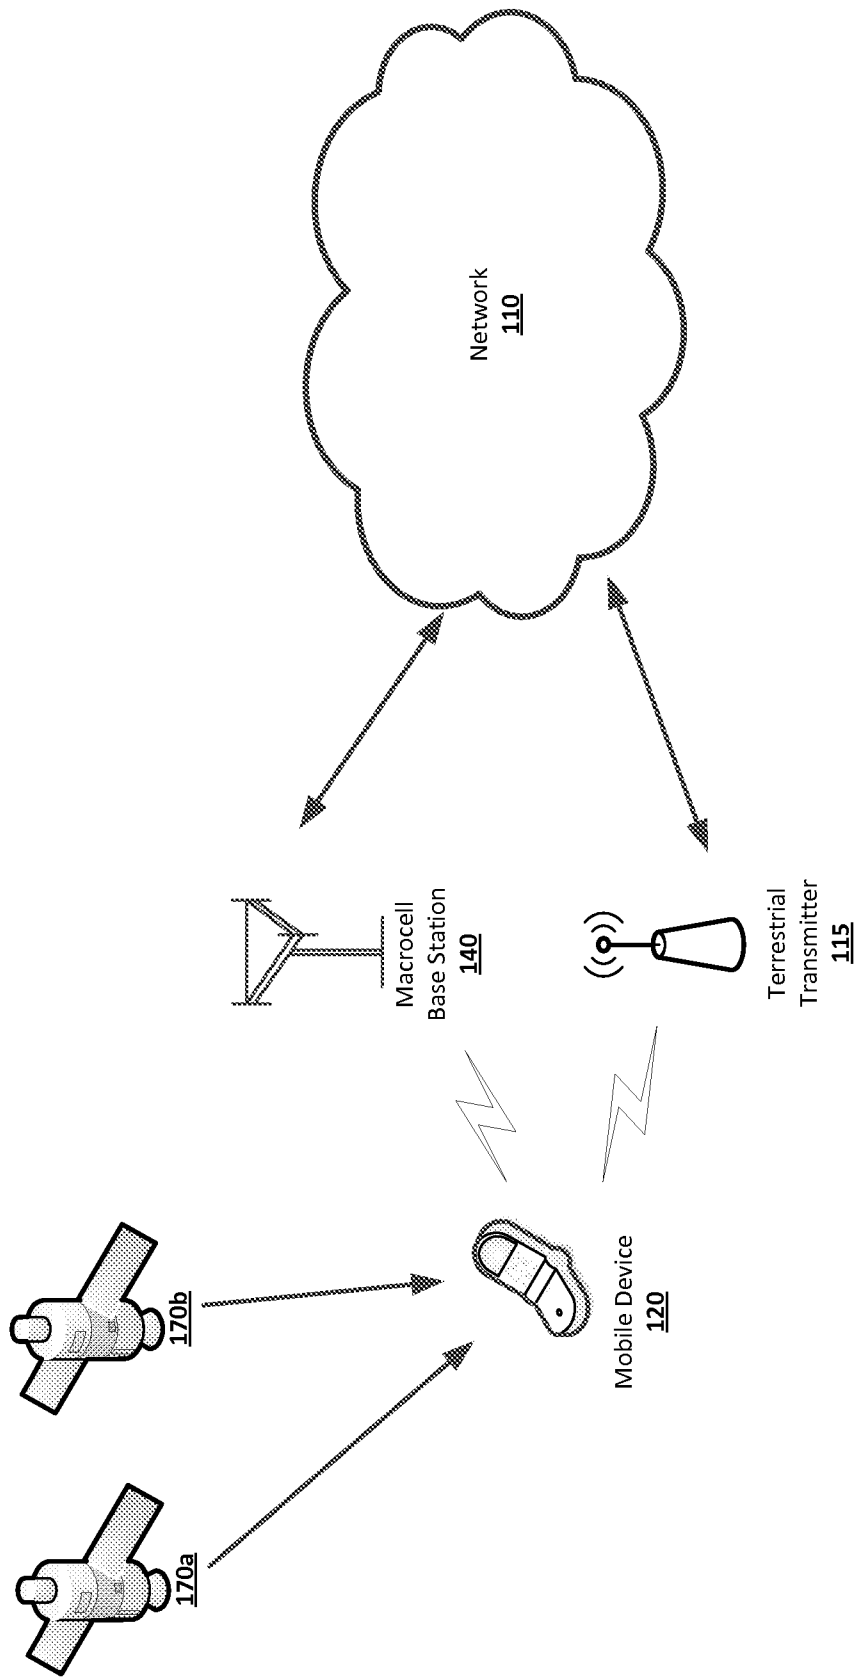 170a
170b
Mobile Device
120
Macrocell
Base Station
140
Terrestrial
Transmitter
115
Network
110